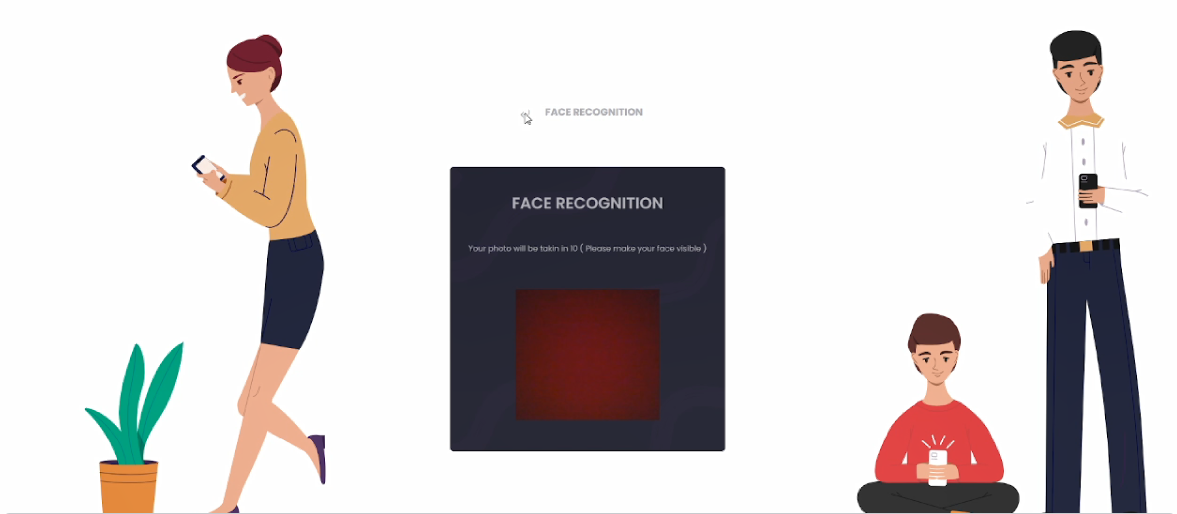 FACE RECOGNITION
FACE RECOGNITION
Your photo will be takin in 10 ( Please make your face visible )